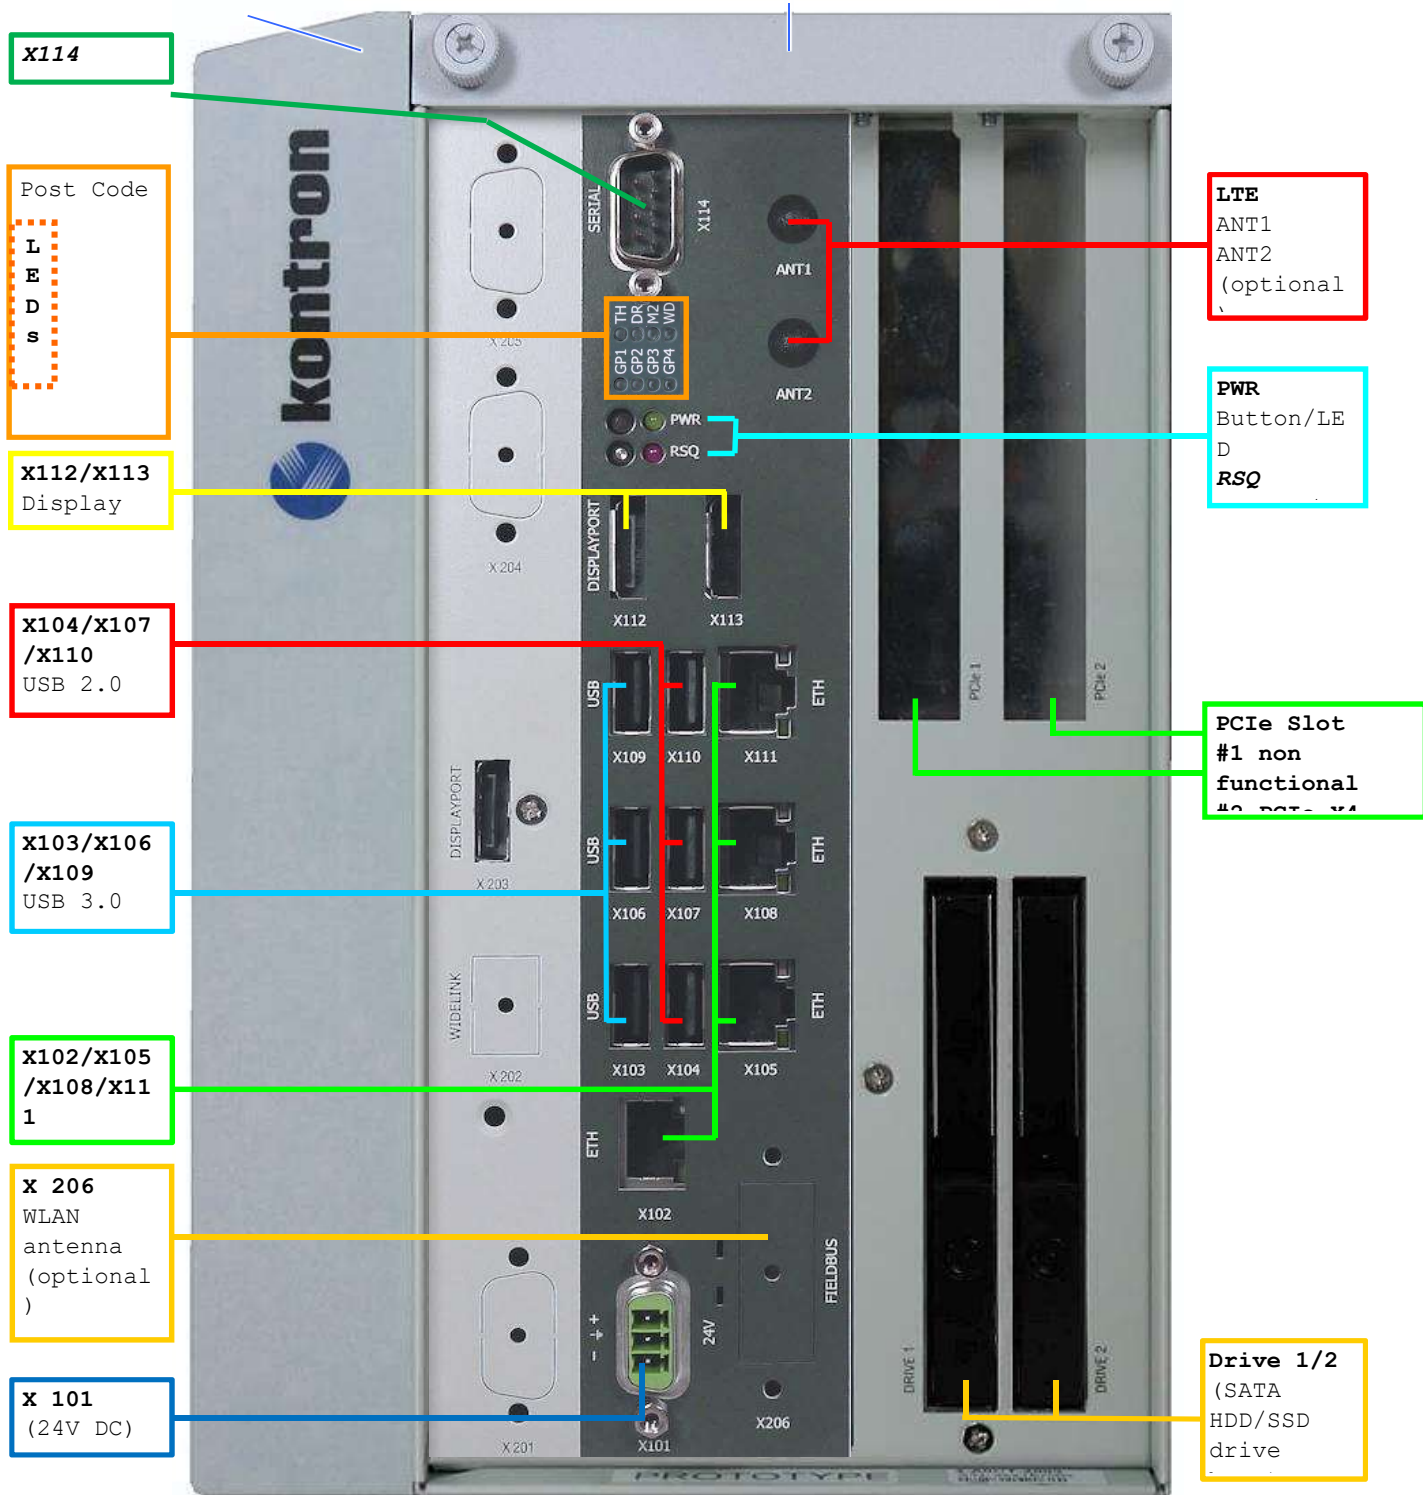 X114
Post Code
L
E
D
s
X112/X113
Display
X104/X107
/X110
USB 2.0
X103/X106
/X109
USB 3.0
X102/X105
/X108/X11
1
X 206
WLAN
antenna
(optional
)
X 101
(24V DC)
kontron
X 205
X 204
DISPLAYPORT
X 203
WIDELINK
X 202
X 201
SERIAL
X114
ANT1
ANT2
TH
DR
M2
WD
GP1
GP2
GP3
GP4
PWR
RSQ
DISPLAYPORT
X112
X113
USB
ETH
X109
X110
X111
USB
ETH
X106
X107
X108
USB
ETH
X103
X104
X105
ETH
X102
FIELDBUS
- +
24V
X101
X206
PCIe 1
PCIe 2
DRIVE 1
DRIVE 2
PROTOTYPE
LTE
ANT1
ANT2
(optional
PWR
Button/LE
D
RSQ
PCIe Slot
#1 non
functional
#2 PCIe X4
Drive 1/2
(SATA
HDD/SSD
drive